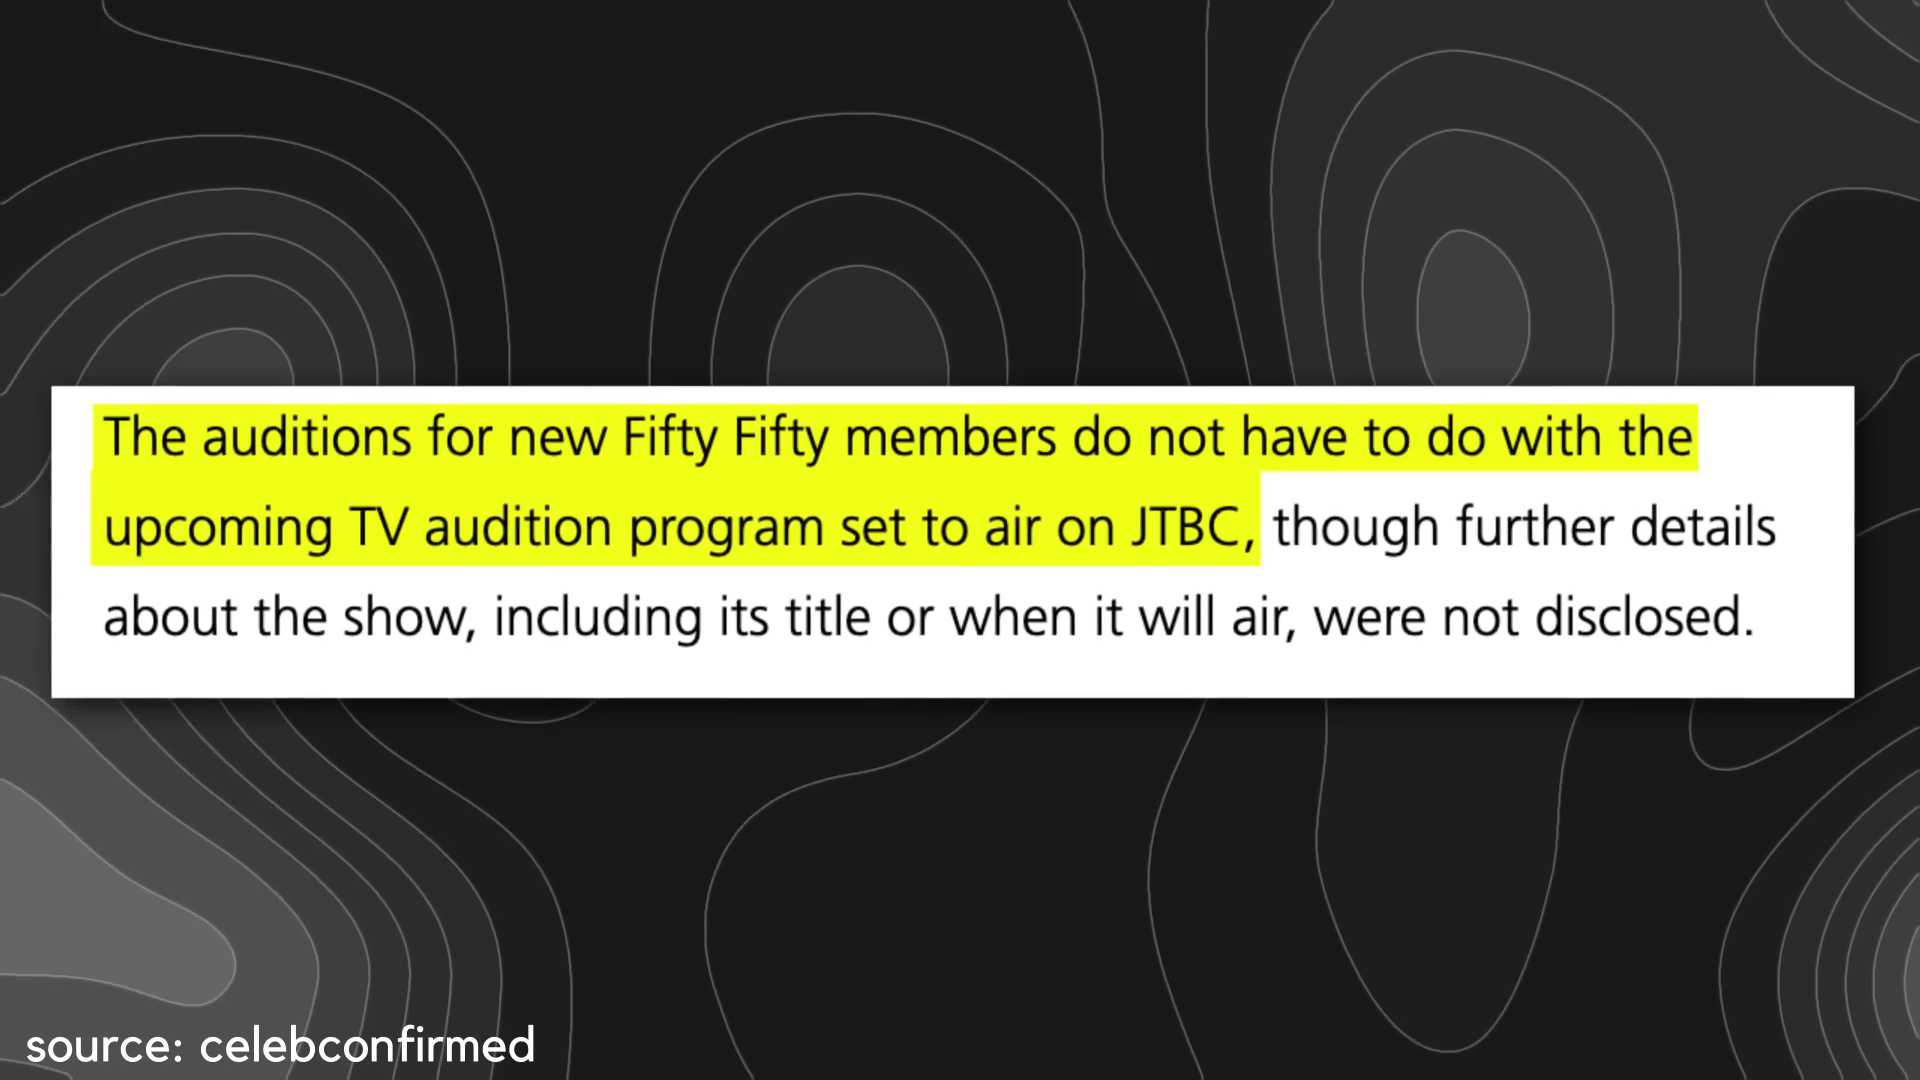 The auditions for new Fifty Fifty members do not have to do with the
upcoming TV audition program set to air on JTBC, though further details
about the show, including its title or when it will air, were not disclosed.
source: celebconfirmed